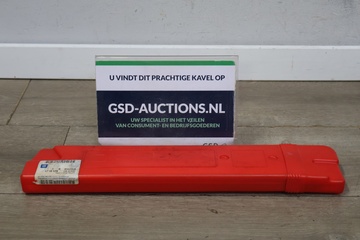 U VINDT DIT PRACHTIGE KAVEL OP
GSD-AUCTIONS.NL
UW SPECIALIST IN HET VEILEN
VAN CONSUMENT- EN BEDRIJFSGOEDEREN